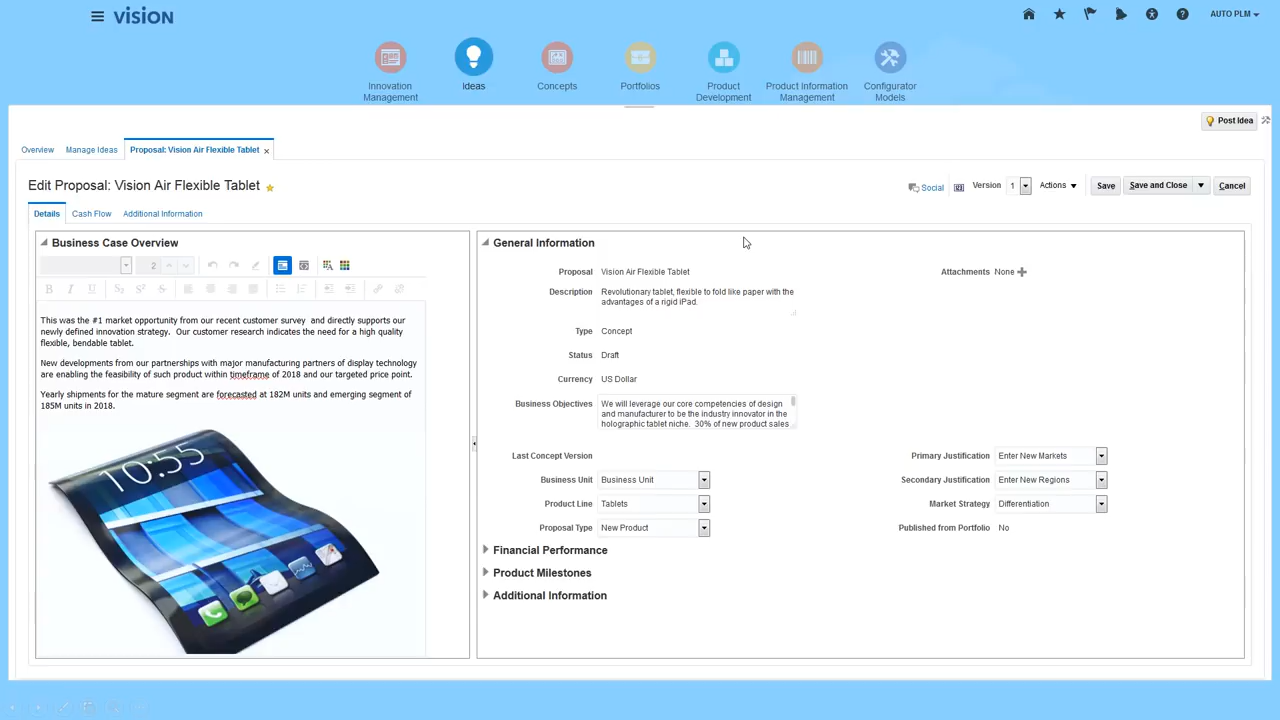 vision
AUTO PLM
Innovation Management
Ideas
Concepts
Portfolios
Product Development
Product Information Management
Configurator Models
Post Idea
Overview
Manage Ideas
Proposal: Vision Air Flexible Tablet
Edit Proposal: Vision Air Flexible Tablet
Social
Version 1
Actions
Save
Save and Close
Cancel
Details
Cash Flow
Additional Information
Business Case Overview
2
This was the #1 market opportunity from our recent customer survey and directly supports our
newly defined innovation strategy. Our customer research indicates the need for a high quality
flexible, bendable tablet.
New developments from our partnerships with major manufacturing partners of display technology
are enabling the feasibility of such product within timeframe of 2018 and our targeted price point.
Yearly shipments for the mature segment are forecasted at 182M units and emerging segment of
185M units in 2018.
10:55
General Information
Proposal Vision Air Flexible Tablet
Attachments None
Description Revolutionary tablet, flexible to fold like paper with the
advantages of a rigid iPad.
Type Concept
Status Draft
Currency US Dollar
Business Objectives We will leverage our core competencies of design
and manufacturer to be the industry innovator in the
holographic tablet niche. 30% of new product sales
Last Concept Version
Primary Justification Enter New Markets
Business Unit Business Unit
Secondary Justification Enter New Regions
Product Line Tablets
Market Strategy Differentiation
Proposal Type New Product
Published from Portfolio No
Financial Performance
Product Milestones
Additional Information